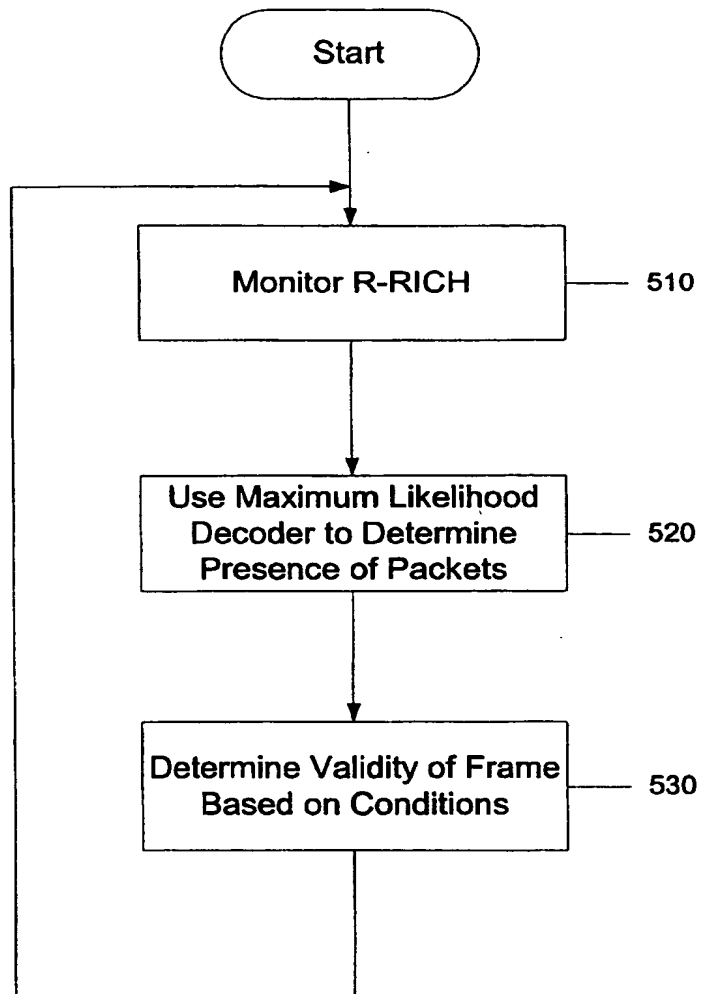 Start
Monitor R-RICH
510
Use Maximum Likelihood
Decoder to Determine
Presence of Packets
520
Determine Validity of Frame
Based on Conditions
530